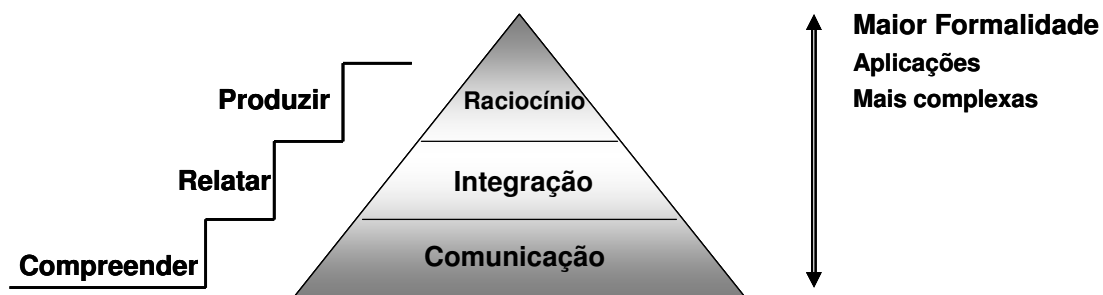 Maior Formalidade
Aplicações
Mais complexas
Produzir
Raciocínio
Relatar
Integração
Compreender
Comunicação